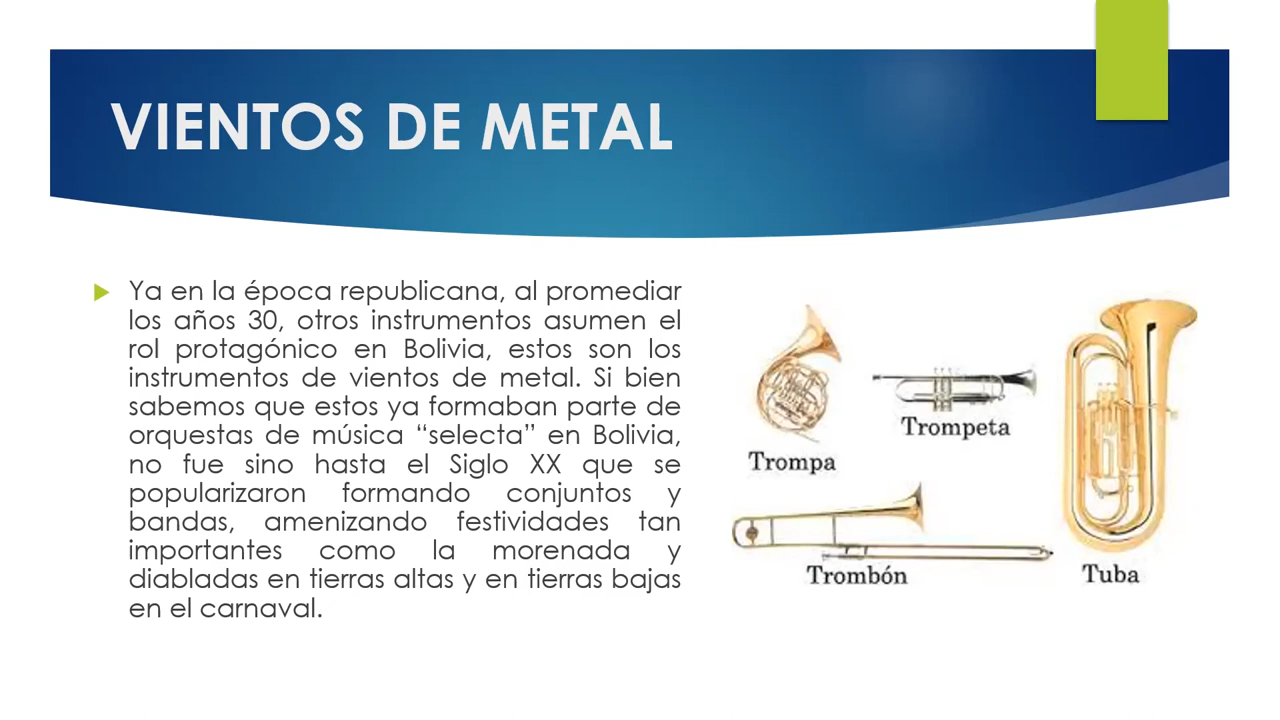 VIENTOS DE METAL
Ya en la época republicana, al promediar
los años 30, otros instrumentos asumen el
rol protagónico en Bolivia, estos son los
instrumentos de vientos de metal. Si bien
sabemos que estos ya formaban parte de
orquestas de música “selecta” en Bolivia,
no fue sino hasta el Siglo XX que se
popularizaron formando conjuntos y
bandas, amenizando festividades tan
importantes como la morenada y
diabladas en tierras altas y en tierras bajas
en el carnaval.
Trompa
Trompeta
Trombón
Tuba